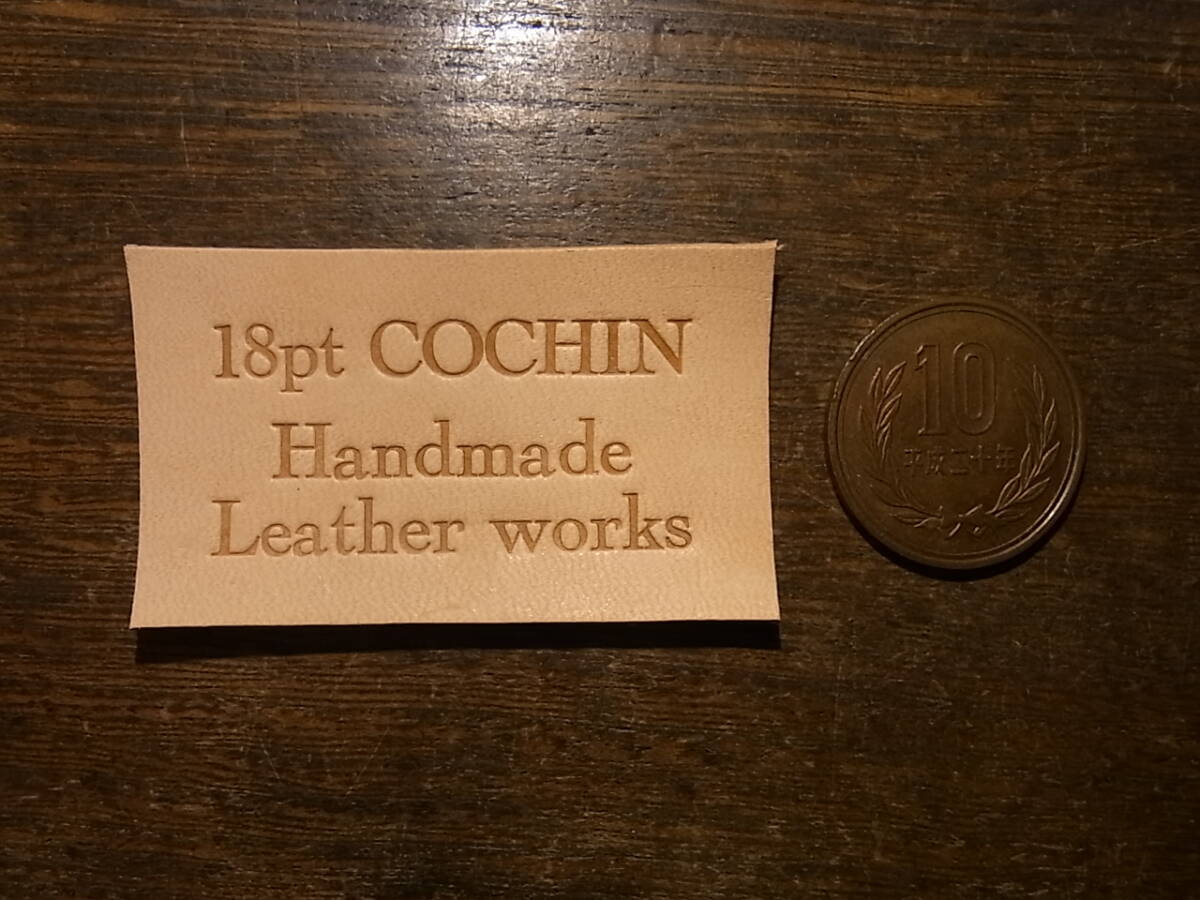 18pt COCHIN
Handmade
Leather works
10
平成二十年